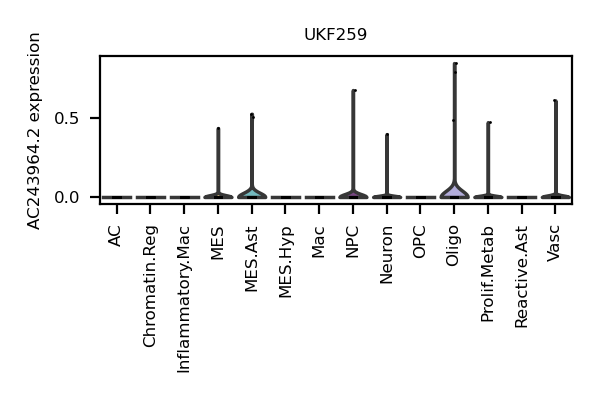 UKF259
AC243964.2 expression
0.5
0.0
AC
Chromatin.Reg
Inflammatory.Mac
MES
MES.Ast
MES.Hyp
Mac
NPC
Neuron
OPC
Oligo
Prolif.Metab
Reactive.Ast
Vasc